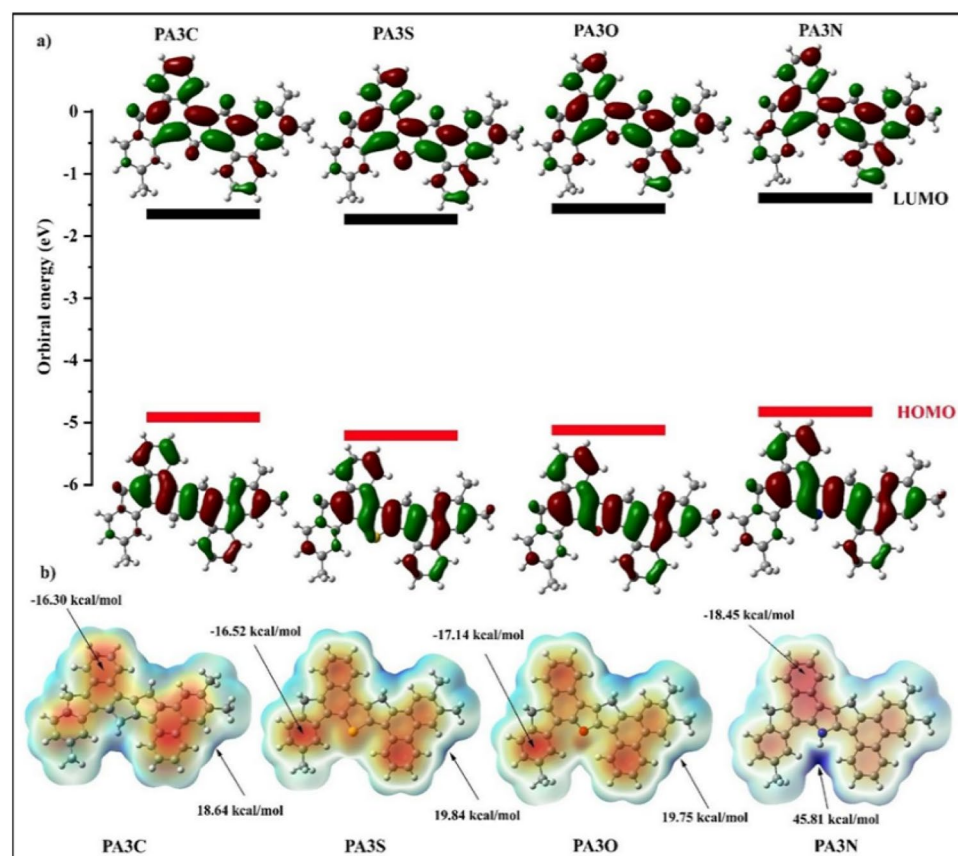 PA3C PA3S PA3O PA3N
a)
0
-1
LUMO
-2
Orbiral energy (eV)
-3
-4
HOMO
-5
-6
b)
-16.30 kcal/mol
-16.52 kcal/mol
-17.14 kcal/mol
-18.45 kcal/mol
18.64 kcal/mol
19.84 kcal/mol
19.75 kcal/mol
45.81 kcal/mol
PA3C PA3S PA3O PA3N